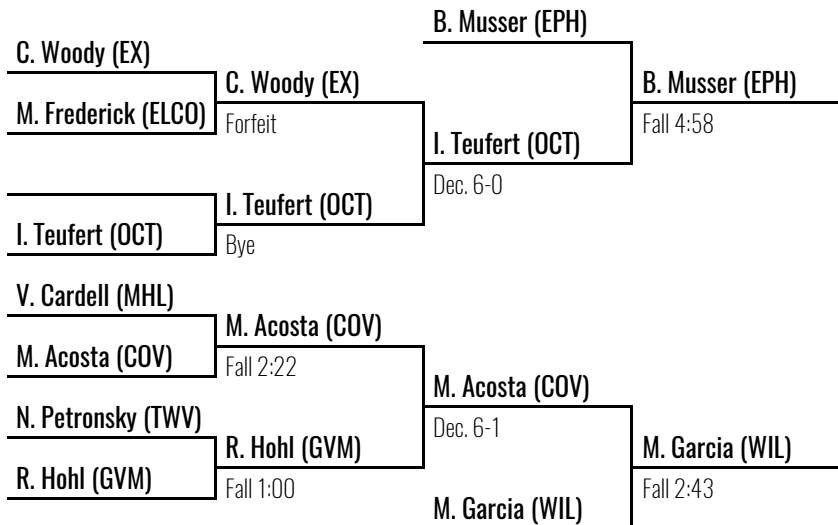 B. Musser (EPH)
C. Woody (EX)
C. Woody (EX)
B. Musser (EPH)
M. Frederick (ELCO)
Forfeit
Fall 4:58
I. Teufert (OCT)
Dec. 6-0
I. Teufert (OCT)
I. Teufert (OCT)
Bye
V. Cardell (MHL)
M. Acosta (COV)
M. Acosta (COV)
Fall 2:22
M. Acosta (COV)
N. Petronsky (TWV)
Dec. 6-1
R. Hohl (GVM)
M. Garcia (WIL)
R. Hohl (GVM)
Fall 1:00
Fall 2:43
M. Garcia (WIL)